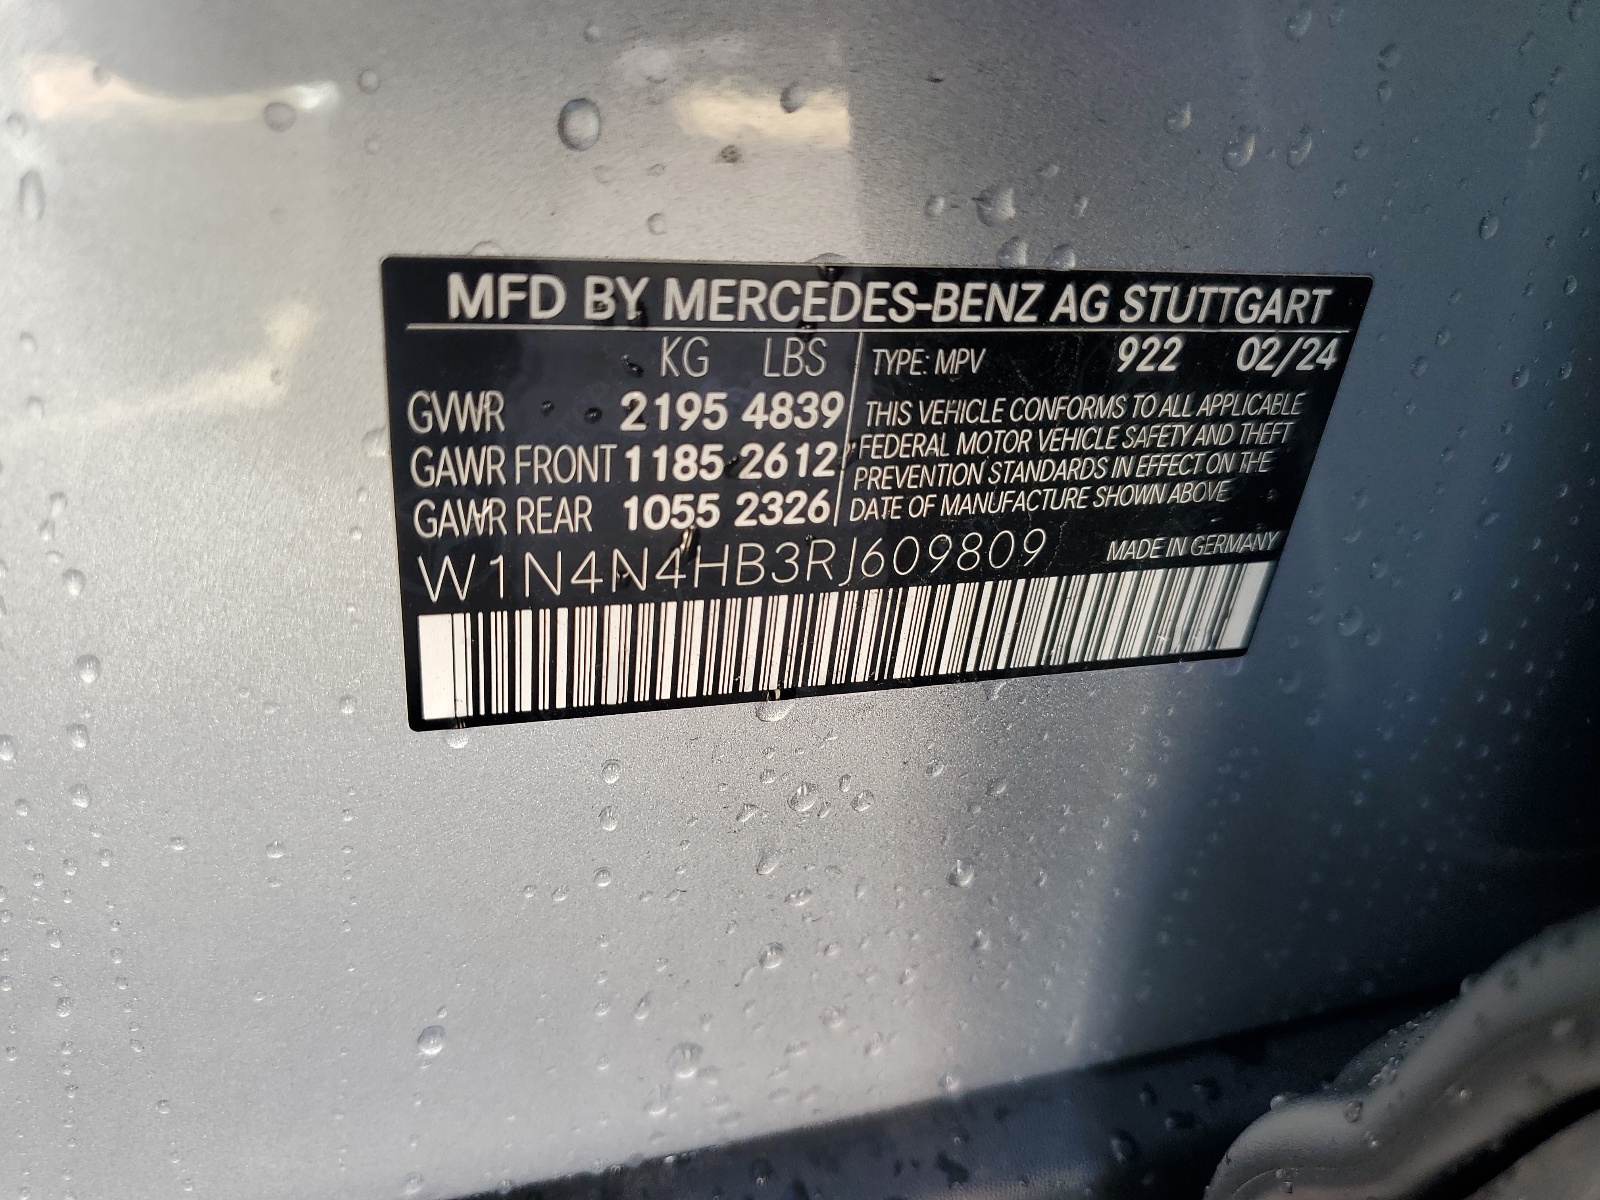 MFD BY MERCEDES-BENZ AG STUTTGART
KG LBS
GVWR 2195 4839
GAWR FRONT 1185 2612
GAWR REAR 1055 2326
TYPE: MPV 922 02/24
THIS VEHICLE CONFORMS TO ALL APPLICABLE
FEDERAL MOTOR VEHICLE SAFETY AND THEFT
PREVENTION STANDARDS IN EFFECT ON THE
DATE OF MANUFACTURE SHOWN ABOVE
W1N4N4HB3RJ609809
MADE IN GERMANY